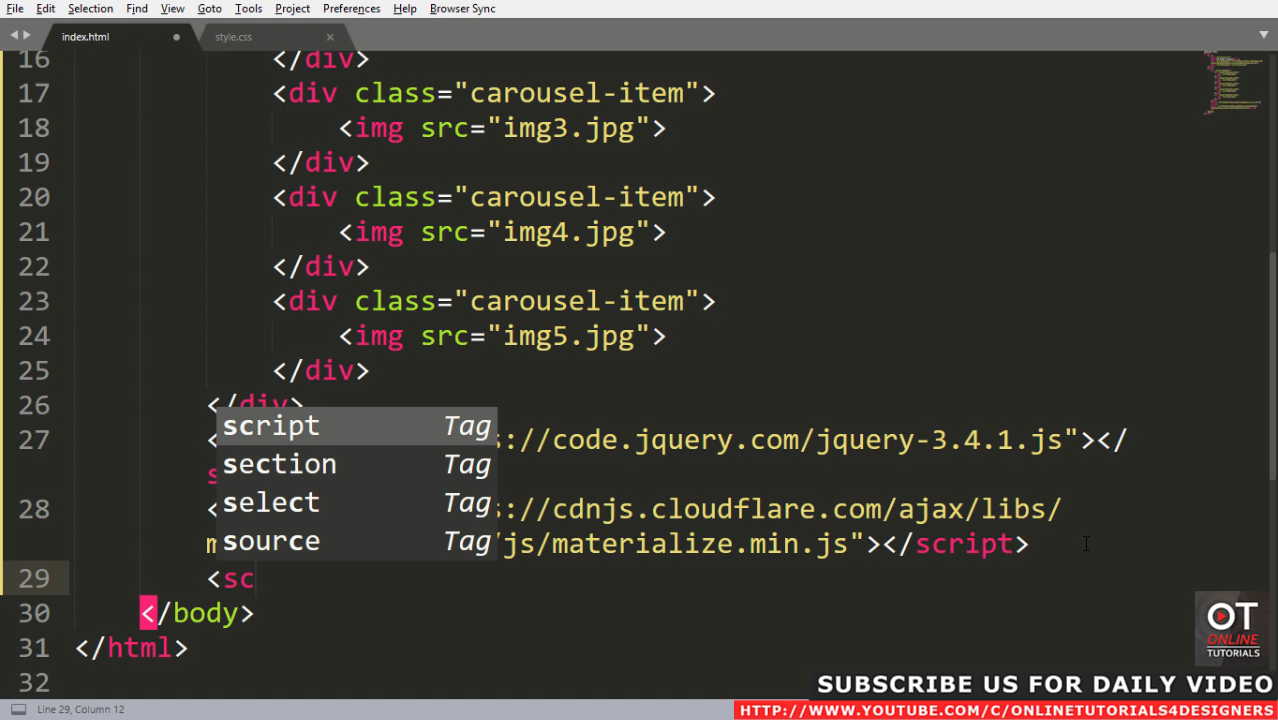 File Edit Selection Find View Goto Tools Project Preferences Help Browser Sync
index.html style.css
16 </div>
17 <div class="carousel-item">
18 <img src="img3.jpg">
19 </div>
20 <div class="carousel-item">
21 <img src="img4.jpg">
22 </div>
23 <div class="carousel-item">
24 <img src="img5.jpg">
25 </div>
26 </div>
script Tag
27 < s://code.jquery.com/jquery-3.4.1.js"></
section Tag
s
select Tag
28 < s://cdnjs.cloudflare.com/ajax/libs/
source Tag
m /js/materialize.min.js"></script>
29 <sc
30 </body>
31 </html>
32
OT
ONLINE
TUTORIALS
SUBSCRIBE US FOR DAILY VIDEO
HTTP://WWW.YOUTUBE.COM/C/ONLINETUTORIALS4DESIGNERS
Line 29, Column 12